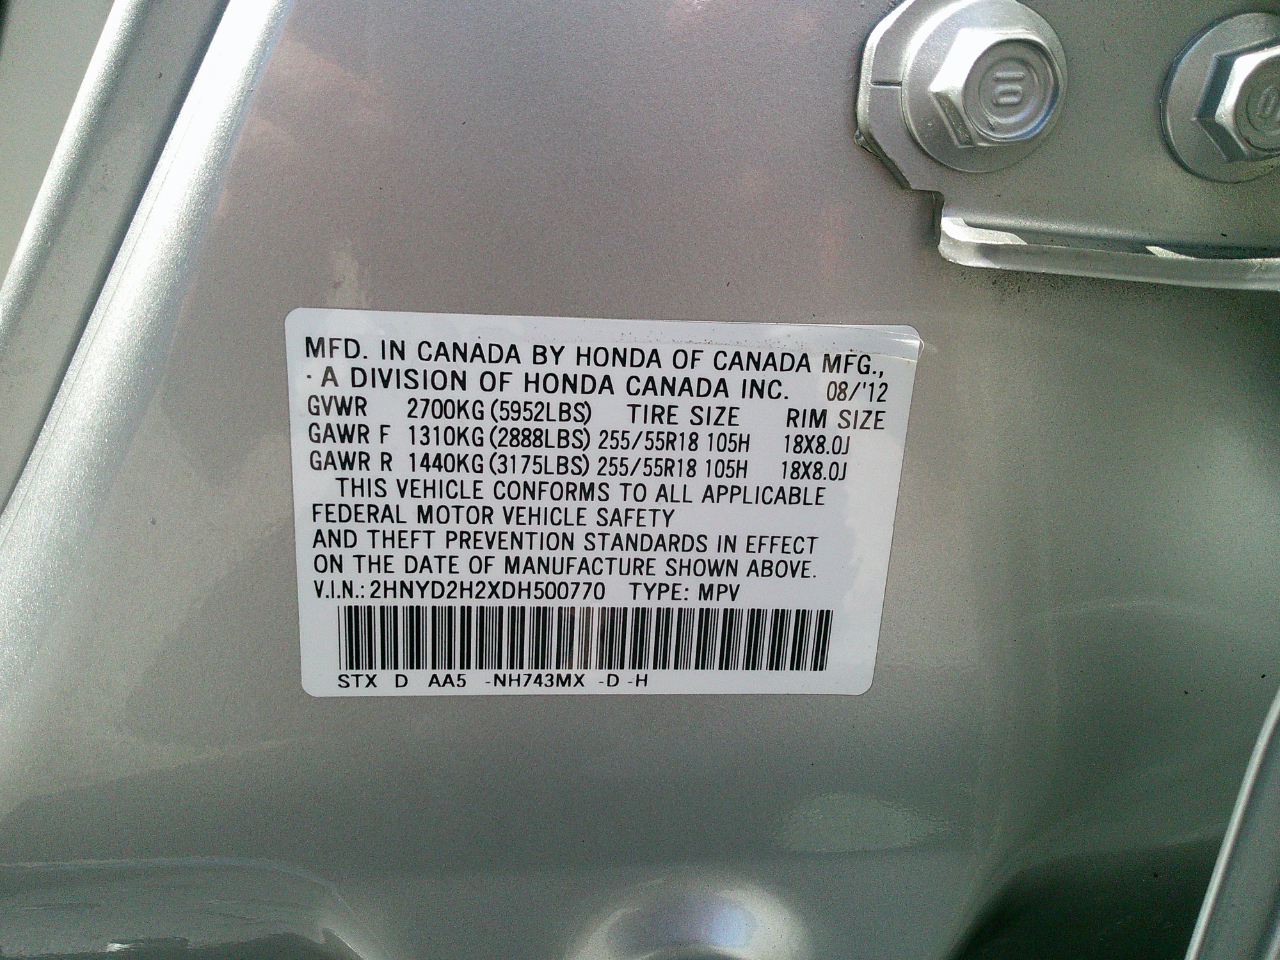 MFD. IN CANADA BY HONDA OF CANADA MFG.,
· A DIVISION OF HONDA CANADA INC. 08/'12
GVWR 2700KG (5952LBS) TIRE SIZE RIM SIZE
GAWR F 1310KG (2888LBS) 255/55R18 105H 18X8.0J
GAWR R 1440KG (3175LBS) 255/55R18 105H 18X8.0J
THIS VEHICLE CONFORMS TO ALL APPLICABLE
FEDERAL MOTOR VEHICLE SAFETY
AND THEFT PREVENTION STANDARDS IN EFFECT
ON THE DATE OF MANUFACTURE SHOWN ABOVE.
V.I.N.: 2HNYD2H2XDH500770 TYPE: MPV
STX D AA5 -NH743MX -D -H